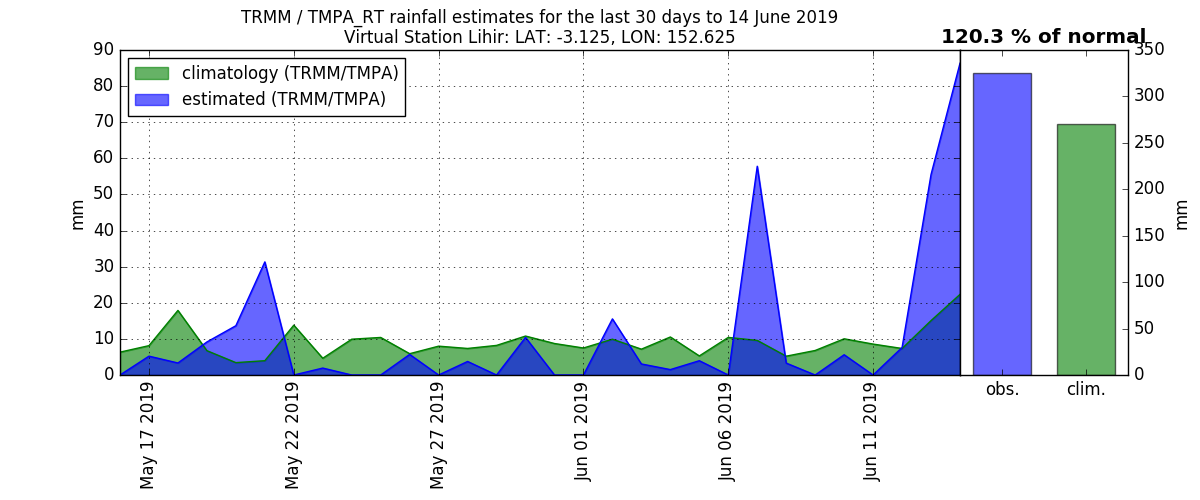 TRMM / TMPA_RT rainfall estimates for the last 30 days to 14 June 2019
Virtual Station Lihir: LAT: -3.125, LON: 152.625
120.3 % of normal
climatology (TRMM/TMPA)
estimated (TRMM/TMPA)
mm
90
80
70
60
50
40
30
20
10
0
May 17 2019
May 22 2019
May 27 2019
Jun 01 2019
Jun 06 2019
Jun 11 2019
obs.
clim.
350
300
250
200
150
100
50
0
mm